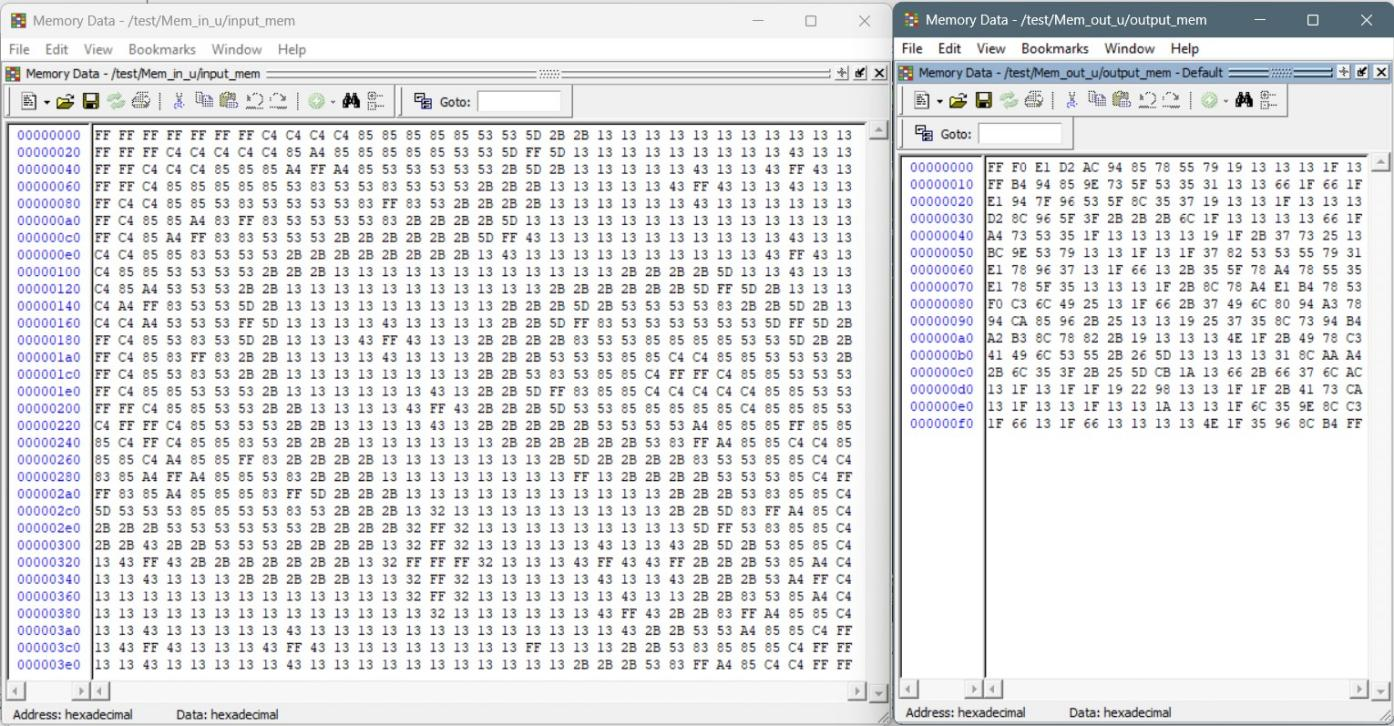 Memory Data - /test/Mem_in_u/input_mem
File Edit View Bookmarks Window Help
Memory Data - /test/Mem_in_u/input_mem
Goto:
00000000 FF FF FF FF FF FF FF C4 C4 C4 C4 85 85 85 85 85 53 53 5D 2B 2B 13 13 13 13 13 13 13 13 13 13 13
00000020 FF FF FF C4 C4 C4 C4 C4 85 A4 85 85 85 85 85 53 53 5D FF 5D 13 13 13 13 13 13 13 13 13 43 13 13
00000040 FF FF C4 C4 C4 85 85 85 A4 FF A4 85 53 53 53 53 53 2B 5D 2B 13 13 13 13 13 43 13 13 43 FF 43 13
00000060 FF FF C4 85 85 85 85 85 85 53 83 53 53 53 53 53 2B 2B 2B 13 13 13 13 13 43 FF 43 13 13 43 13 13
00000080 FF C4 C4 85 85 53 83 53 53 53 53 83 FF 83 53 2B 2B 2B 2B 13 13 13 13 13 13 43 13 13 13 13 13 13
000000a0 FF C4 85 85 A4 83 FF 83 53 53 53 53 83 2B 2B 2B 2B 5D 13 13 13 13 13 13 13 13 13 13 13 13 13 13
000000c0 FF C4 85 A4 FF 83 83 53 53 53 2B 2B 2B 2B 2B 2B 5D FF 43 13 13 13 13 13 13 13 13 13 13 43 13 13
000000e0 C4 C4 85 85 83 53 53 53 2B 2B 2B 2B 2B 2B 2B 13 43 13 13 13 13 13 13 13 13 13 13 13 43 FF 43 13
00000100 C4 85 85 53 53 53 53 2B 2B 2B 13 13 13 13 13 13 13 13 13 13 13 13 2B 2B 2B 2B 5D 13 13 43 13 13
00000120 C4 85 A4 53 53 53 2B 2B 13 13 13 13 13 13 13 13 13 13 2B 2B 2B 2B 2B 2B 2B 5D FF 5D 2B 13 13 13
00000140 C4 A4 FF 83 53 53 5D 2B 13 13 13 13 13 13 13 13 13 2B 2B 2B 5D 2B 53 53 53 53 83 2B 2B 5D 2B 13
00000160 C4 C4 A4 53 53 53 FF 5D 13 13 13 13 43 13 13 13 13 2B 2B 5D FF 83 53 53 53 53 53 53 5D FF 5D 2B
00000180 FF C4 85 53 83 53 5D 2B 13 13 13 43 FF 43 13 13 2B 2B 2B 2B 83 53 53 85 85 85 85 53 53 5D 2B 2B
000001a0 FF C4 85 83 FF 83 2B 2B 13 13 13 13 43 13 13 13 2B 2B 2B 53 53 53 85 85 C4 C4 85 85 53 53 53 2B
000001c0 FF C4 85 53 83 53 2B 2B 13 13 13 13 13 13 13 13 2B 2B 53 83 53 85 85 C4 FF FF C4 85 85 53 53 53
000001e0 FF C4 85 85 53 53 53 2B 13 13 13 13 13 13 43 13 2B 2B 5D FF 83 85 85 C4 C4 C4 C4 C4 85 85 53 53
00000200 FF FF C4 85 85 53 53 2B 2B 13 13 13 13 43 FF 43 2B 2B 2B 5D 53 53 85 85 85 85 85 C4 85 85 85 53
00000220 C4 FF FF C4 85 53 53 53 2B 2B 13 13 13 13 43 13 2B 2B 2B 2B 2B 53 53 53 53 A4 85 85 85 FF 85 85
00000240 85 C4 FF C4 85 85 83 53 2B 2B 2B 13 13 13 13 13 13 2B 2B 2B 2B 2B 2B 53 83 FF A4 85 85 C4 C4 85
00000260 85 85 C4 A4 85 85 FF 83 2B 2B 2B 2B 13 13 13 13 13 13 13 2B 5D 2B 2B 2B 2B 83 53 53 85 85 C4 C4
00000280 83 85 A4 FF A4 85 85 53 83 2B 2B 2B 13 13 13 13 13 13 13 13 FF 13 2B 2B 2B 2B 53 53 53 85 C4 FF
000002a0 FF 83 85 A4 85 85 85 83 FF 5D 2B 2B 2B 13 13 13 13 13 13 13 13 13 13 13 2B 2B 2B 53 83 85 85 C4
000002c0 5D 53 53 53 85 85 53 53 83 53 2B 2B 2B 13 32 13 13 13 13 13 13 13 13 13 2B 2B 5D 83 FF A4 85 C4
000002e0 2B 2B 2B 53 53 53 53 53 53 2B 2B 2B 2B 32 FF 32 13 13 13 13 13 13 13 13 13 5D FF 53 83 85 85 C4
00000300 2B 2B 43 2B 2B 53 53 53 2B 2B 2B 2B 13 32 FF 32 13 13 13 13 13 43 13 13 43 2B 5D 2B 53 85 85 C4
00000320 13 43 FF 43 2B 2B 2B 2B 2B 2B 2B 13 32 FF FF FF 32 13 13 13 43 FF 43 43 FF 2B 2B 2B 53 85 A4 C4
00000340 13 13 43 13 13 13 2B 2B 2B 2B 2B 13 13 32 FF 32 13 13 13 13 13 43 13 13 43 2B 2B 2B 53 A4 FF C4
00000360 13 13 13 13 13 13 13 13 13 13 13 13 13 32 FF 32 13 13 13 13 13 13 43 13 13 2B 2B 83 53 85 A4 C4
00000380 13 13 13 13 13 13 13 13 13 13 13 13 13 13 32 13 13 13 13 13 13 43 FF 43 2B 2B 83 FF A4 85 85 C4
000003a0 13 13 43 13 13 13 13 13 43 13 13 13 13 13 13 13 13 13 13 13 13 13 43 2B 2B 53 53 A4 85 85 C4 FF
000003c0 13 43 FF 43 13 13 13 43 FF 43 13 13 13 13 13 13 13 13 FF 13 13 13 2B 2B 53 83 85 85 85 C4 FF FF
000003e0 13 13 43 13 13 13 13 13 43 13 13 13 13 13 13 13 13 13 13 13 2B 2B 2B 53 83 FF A4 85 C4 C4 FF FF
Address: hexadecimal Data: hexadecimal
Memory Data - /test/Mem_out_u/output_mem
File Edit View Bookmarks Window Help
Memory Data - /test/Mem_out_u/output_mem - Default
Goto:
00000000 FF F0 E1 D2 AC 94 85 78 55 79 19 13 13 13 1F 13
00000010 FF B4 94 85 9E 73 5F 53 35 31 13 13 66 1F 66 1F
00000020 E1 94 7F 96 53 5F 8C 35 37 19 13 13 1F 13 13 13
00000030 D2 8C 96 5F 3F 2B 2B 2B 6C 1F 13 13 13 13 66 1F
00000040 A4 73 53 35 1F 13 13 13 13 19 1F 2B 37 73 25 13
00000050 BC 9E 53 79 13 13 1F 13 1F 37 82 53 53 55 79 31
00000060 E1 78 96 37 13 1F 66 13 2B 35 5F 78 A4 78 55 35
00000070 E1 78 5F 35 13 13 13 1F 2B 8C 78 A4 E1 B4 78 53
00000080 F0 C3 6C 49 25 13 1F 66 2B 37 49 6C 80 94 A3 78
00000090 94 CA 85 96 2B 25 13 13 19 25 37 35 8C 73 94 B4
000000a0 A2 B3 8C 78 82 2B 19 13 13 13 4E 1F 2B 49 78 C3
000000b0 41 49 6C 53 55 2B 26 5D 13 13 13 13 31 8C AA A4
000000c0 2B 6C 35 3F 2B 25 5D CB 1A 13 66 2B 66 37 6C AC
000000d0 13 1F 13 1F 1F 19 22 98 13 13 1F 1F 2B 41 73 CA
000000e0 13 1F 13 13 1F 13 13 1A 13 13 1F 6C 35 9E 8C C3
000000f0 1F 66 13 1F 66 13 13 13 13 4E 1F 35 96 8C B4 FF
Address: hexadecimal Data: hexadecimal